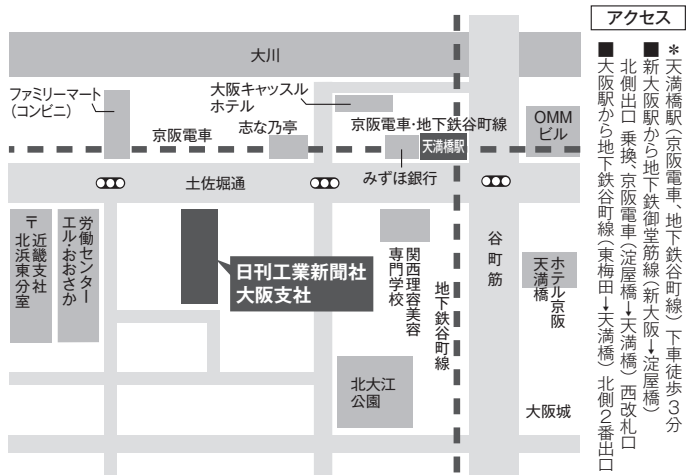 アクセス
＊天満橋駅（京阪電車、地下鉄谷町線）下車徒歩3分
■新大阪駅から地下鉄御堂筋線（新大阪→淀屋橋）
北側出口 乗換、京阪電車（淀屋橋→天満橋）西改札口
■大阪駅から地下鉄谷町線（東梅田→天満橋）北側2番出口
大川
ファミリーマート
（コンビニ）
大阪キャッスル
ホテル
京阪電車
志な乃亭
京阪電車・地下鉄谷町線
天満橋駅
OMM
ビル
みずほ銀行
土佐堀通
〒近畿支社
北浜東分室
労働センター
エル・おおさか
日刊工業新聞社
大阪支社
関西理容美容
専門学校
地下鉄谷町線
谷町筋
ホテル京阪
天満橋
北大江
公園
大阪城